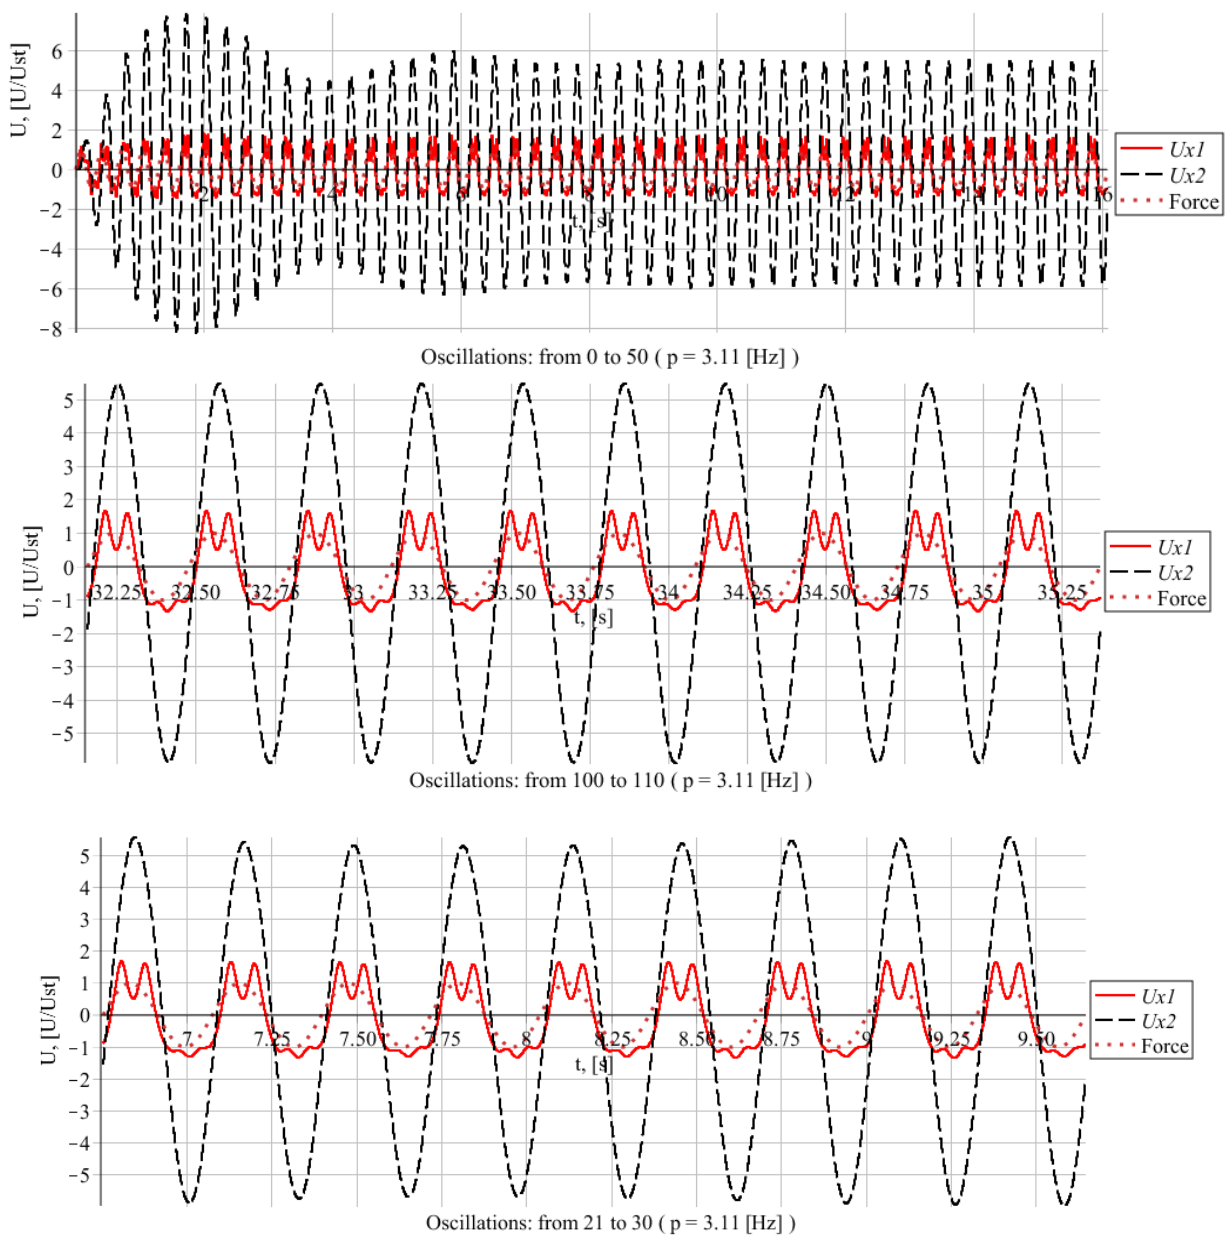 U, [U/Ust]
6
4
2
0
−2
−4
−6
−8
2 4 6 8 10 12 14 16
t, [s]
Ux1
Ux2
Force
Oscillations: from 0 to 50 ( p = 3.11 [Hz] )
U, [U/Ust]
5
4
3
2
1
0
−1
−2
−3
−4
−5
32.25 32.50 32.75 33 33.25 33.50 33.75 34 34.25 34.50 34.75 35 35.25
t, [s]
Ux1
Ux2
Force
Oscillations: from 100 to 110 ( p = 3.11 [Hz] )
U, [U/Ust]
5
4
3
2
1
0
−1
−2
−3
−4
−5
7 7.25 7.50 7.75 8 8.25 8.50 8.75 9 9.25 9.50
t, [s]
Ux1
Ux2
Force
Oscillations: from 21 to 30 ( p = 3.11 [Hz] )